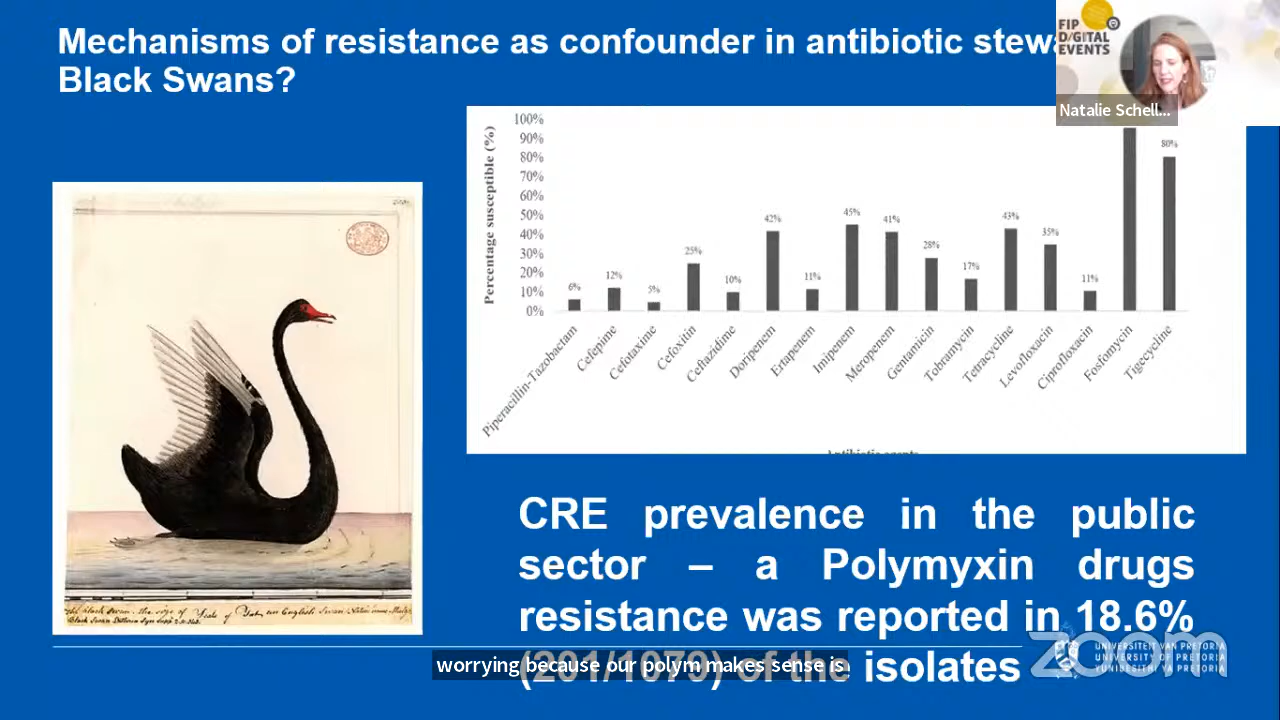 Mechanisms of resistance as confounder in antibiotic
Black Swans?
FIP
DIGITAL
EVENTS
Natalie Schell...
Percentage susceptible (%)
100%
90%
80%
70%
60%
50%
40%
30%
20%
10%
0%
6%
12%
5%
25%
10%
42%
11%
45%
41%
28%
17%
43%
35%
11%
80%
Piperacillin-Tazobactam
Cefepime
Cefotaxime
Cefoxitin
Ceftazidime
Doripenem
Ertapenem
Imipenem
Meropenem
Gentamicin
Tobramycin
Tetracycline
Levofloxacin
Ciprofloxacin
Fosfomycin
Tigecycline
CRE prevalence in the public
sector – a Polymyxin drugs
resistance was reported in 18.6%
(201/1079) of the isolates
worrying because our polym makes sense is
zoom
UNIVERSITEIT VAN PRETORIA
UNIVERSITY OF PRETORIA
YUNIBESITHI YA PRETORIA